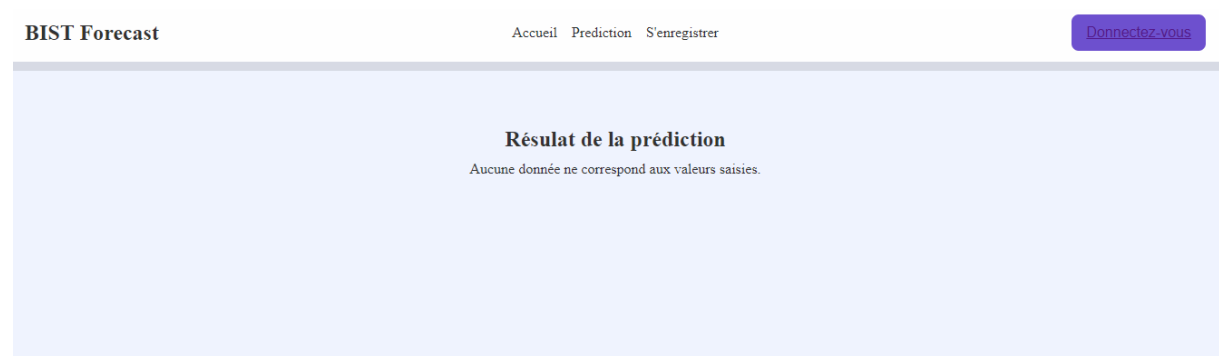 BIST Forecast Accueil Prediction S'enregistrer Donnectez-vous
Résulat de la prédiction
Aucune donnée ne correspond aux valeurs saisies.